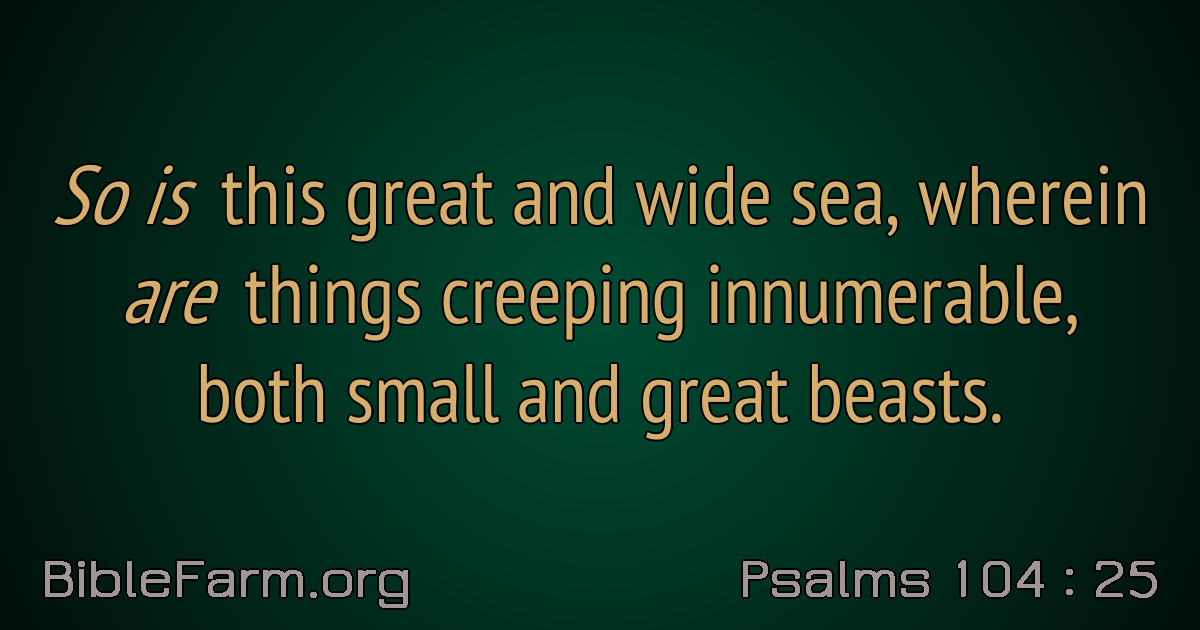 So is this great and wide sea, wherein
are things creeping innumerable,
both small and great beasts.
BibleFarm.org
Psalms 104 : 25